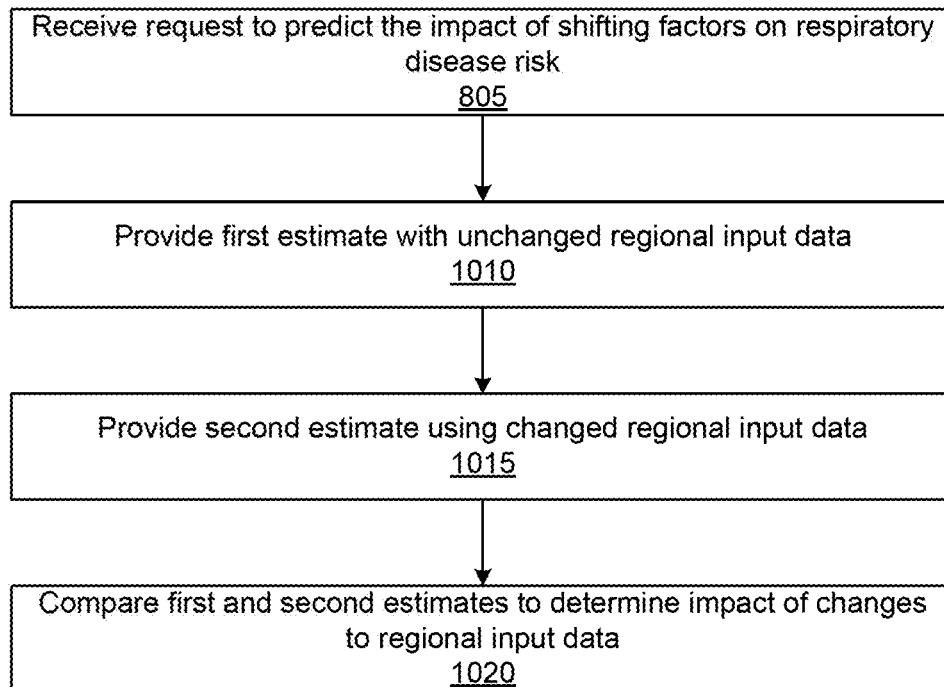 Receive request to predict the impact of shifting factors on respiratory
disease risk
805
Provide first estimate with unchanged regional input data
1010
Provide second estimate using changed regional input data
1015
Compare first and second estimates to determine impact of changes
to regional input data
1020